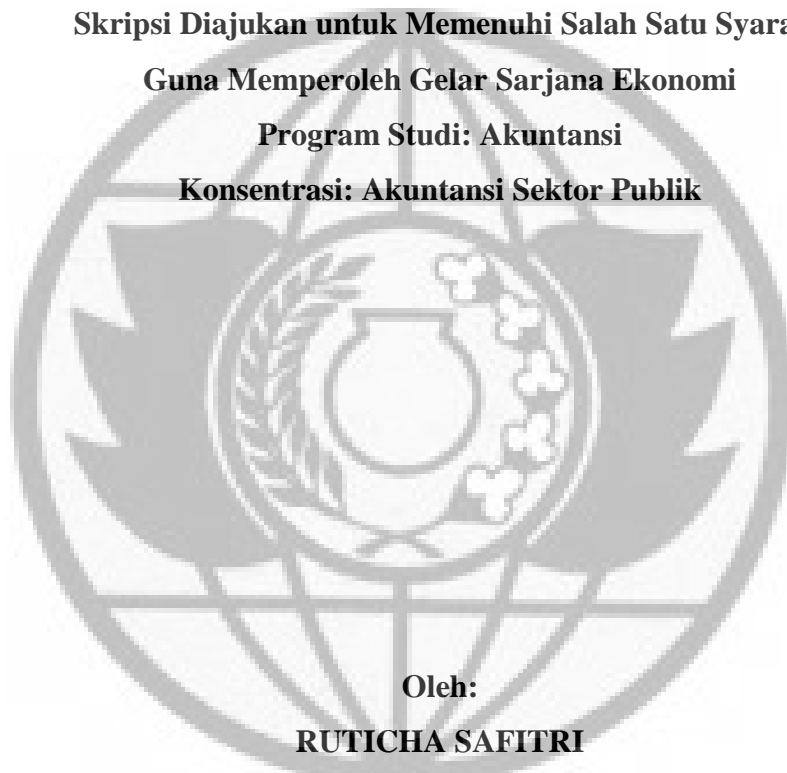 Skripsi Diajukan untuk Memenuhi Salah Satu
Guna Memperoleh Gelar Sarjana Ekonomi
Program Studi: Akuntansi
Konsentrasi: Akuntansi Sektor Publik
Oleh:
RUTICHA SAFITRI